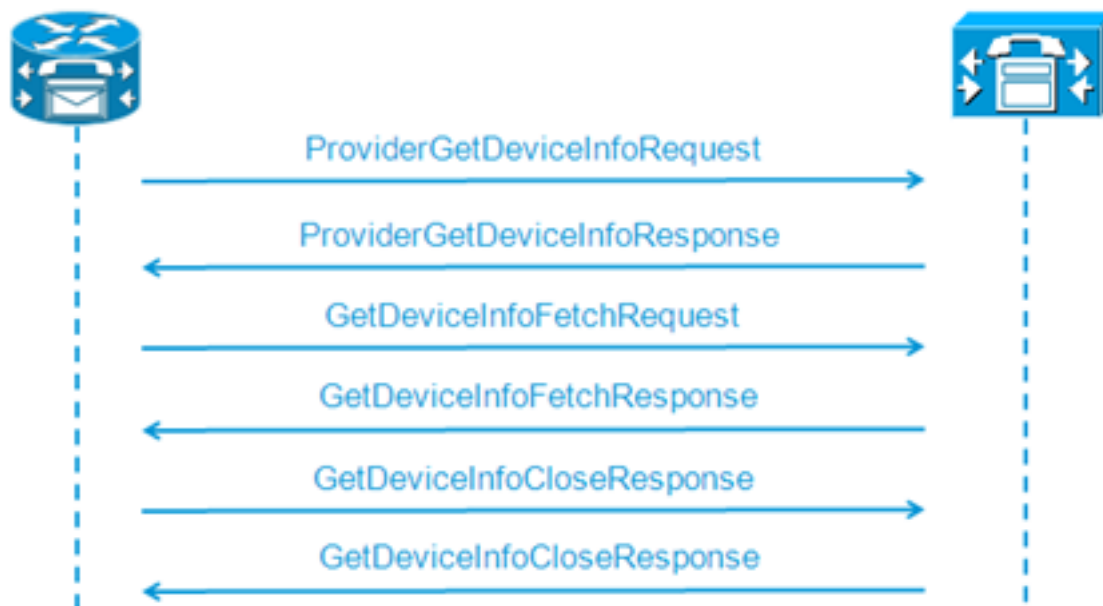 ProviderGetDeviceInfoRequest
ProviderGetDeviceInfoResponse
GetDeviceInfoFetchRequest
GetDeviceInfoFetchResponse
GetDeviceInfoCloseResponse
GetDeviceInfoCloseResponse